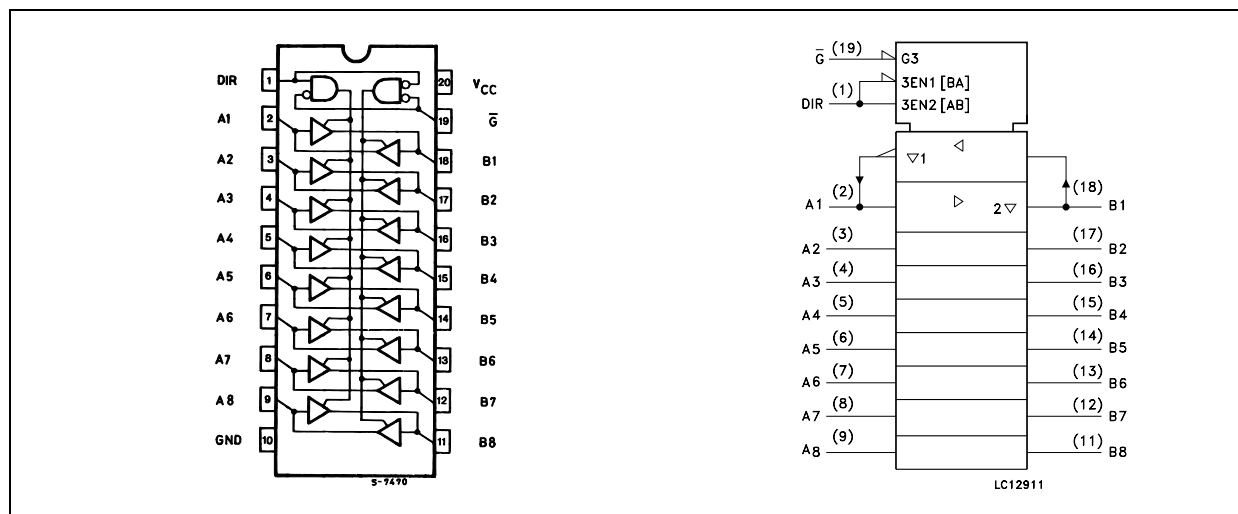 DIR 1 20 VCC
A1 2 19 G̅
A2 3 18 B1
A3 4 17 B2
A4 5 16 B3
A5 6 15 B4
A6 7 14 B5
A7 8 13 B6
A8 9 12 B7
GND 10 11 B8
S-7470
G̅ (19) G3
3EN1 [BA]
DIR (1) 3EN2 [AB]
▽1 ◁
A1 (2) ▷ 2▽ (18) B1
A2 (3) (17) B2
A3 (4) (16) B3
A4 (5) (15) B4
A5 (6) (14) B5
A6 (7) (13) B6
A7 (8) (12) B7
A8 (9) (11) B8
LC12911